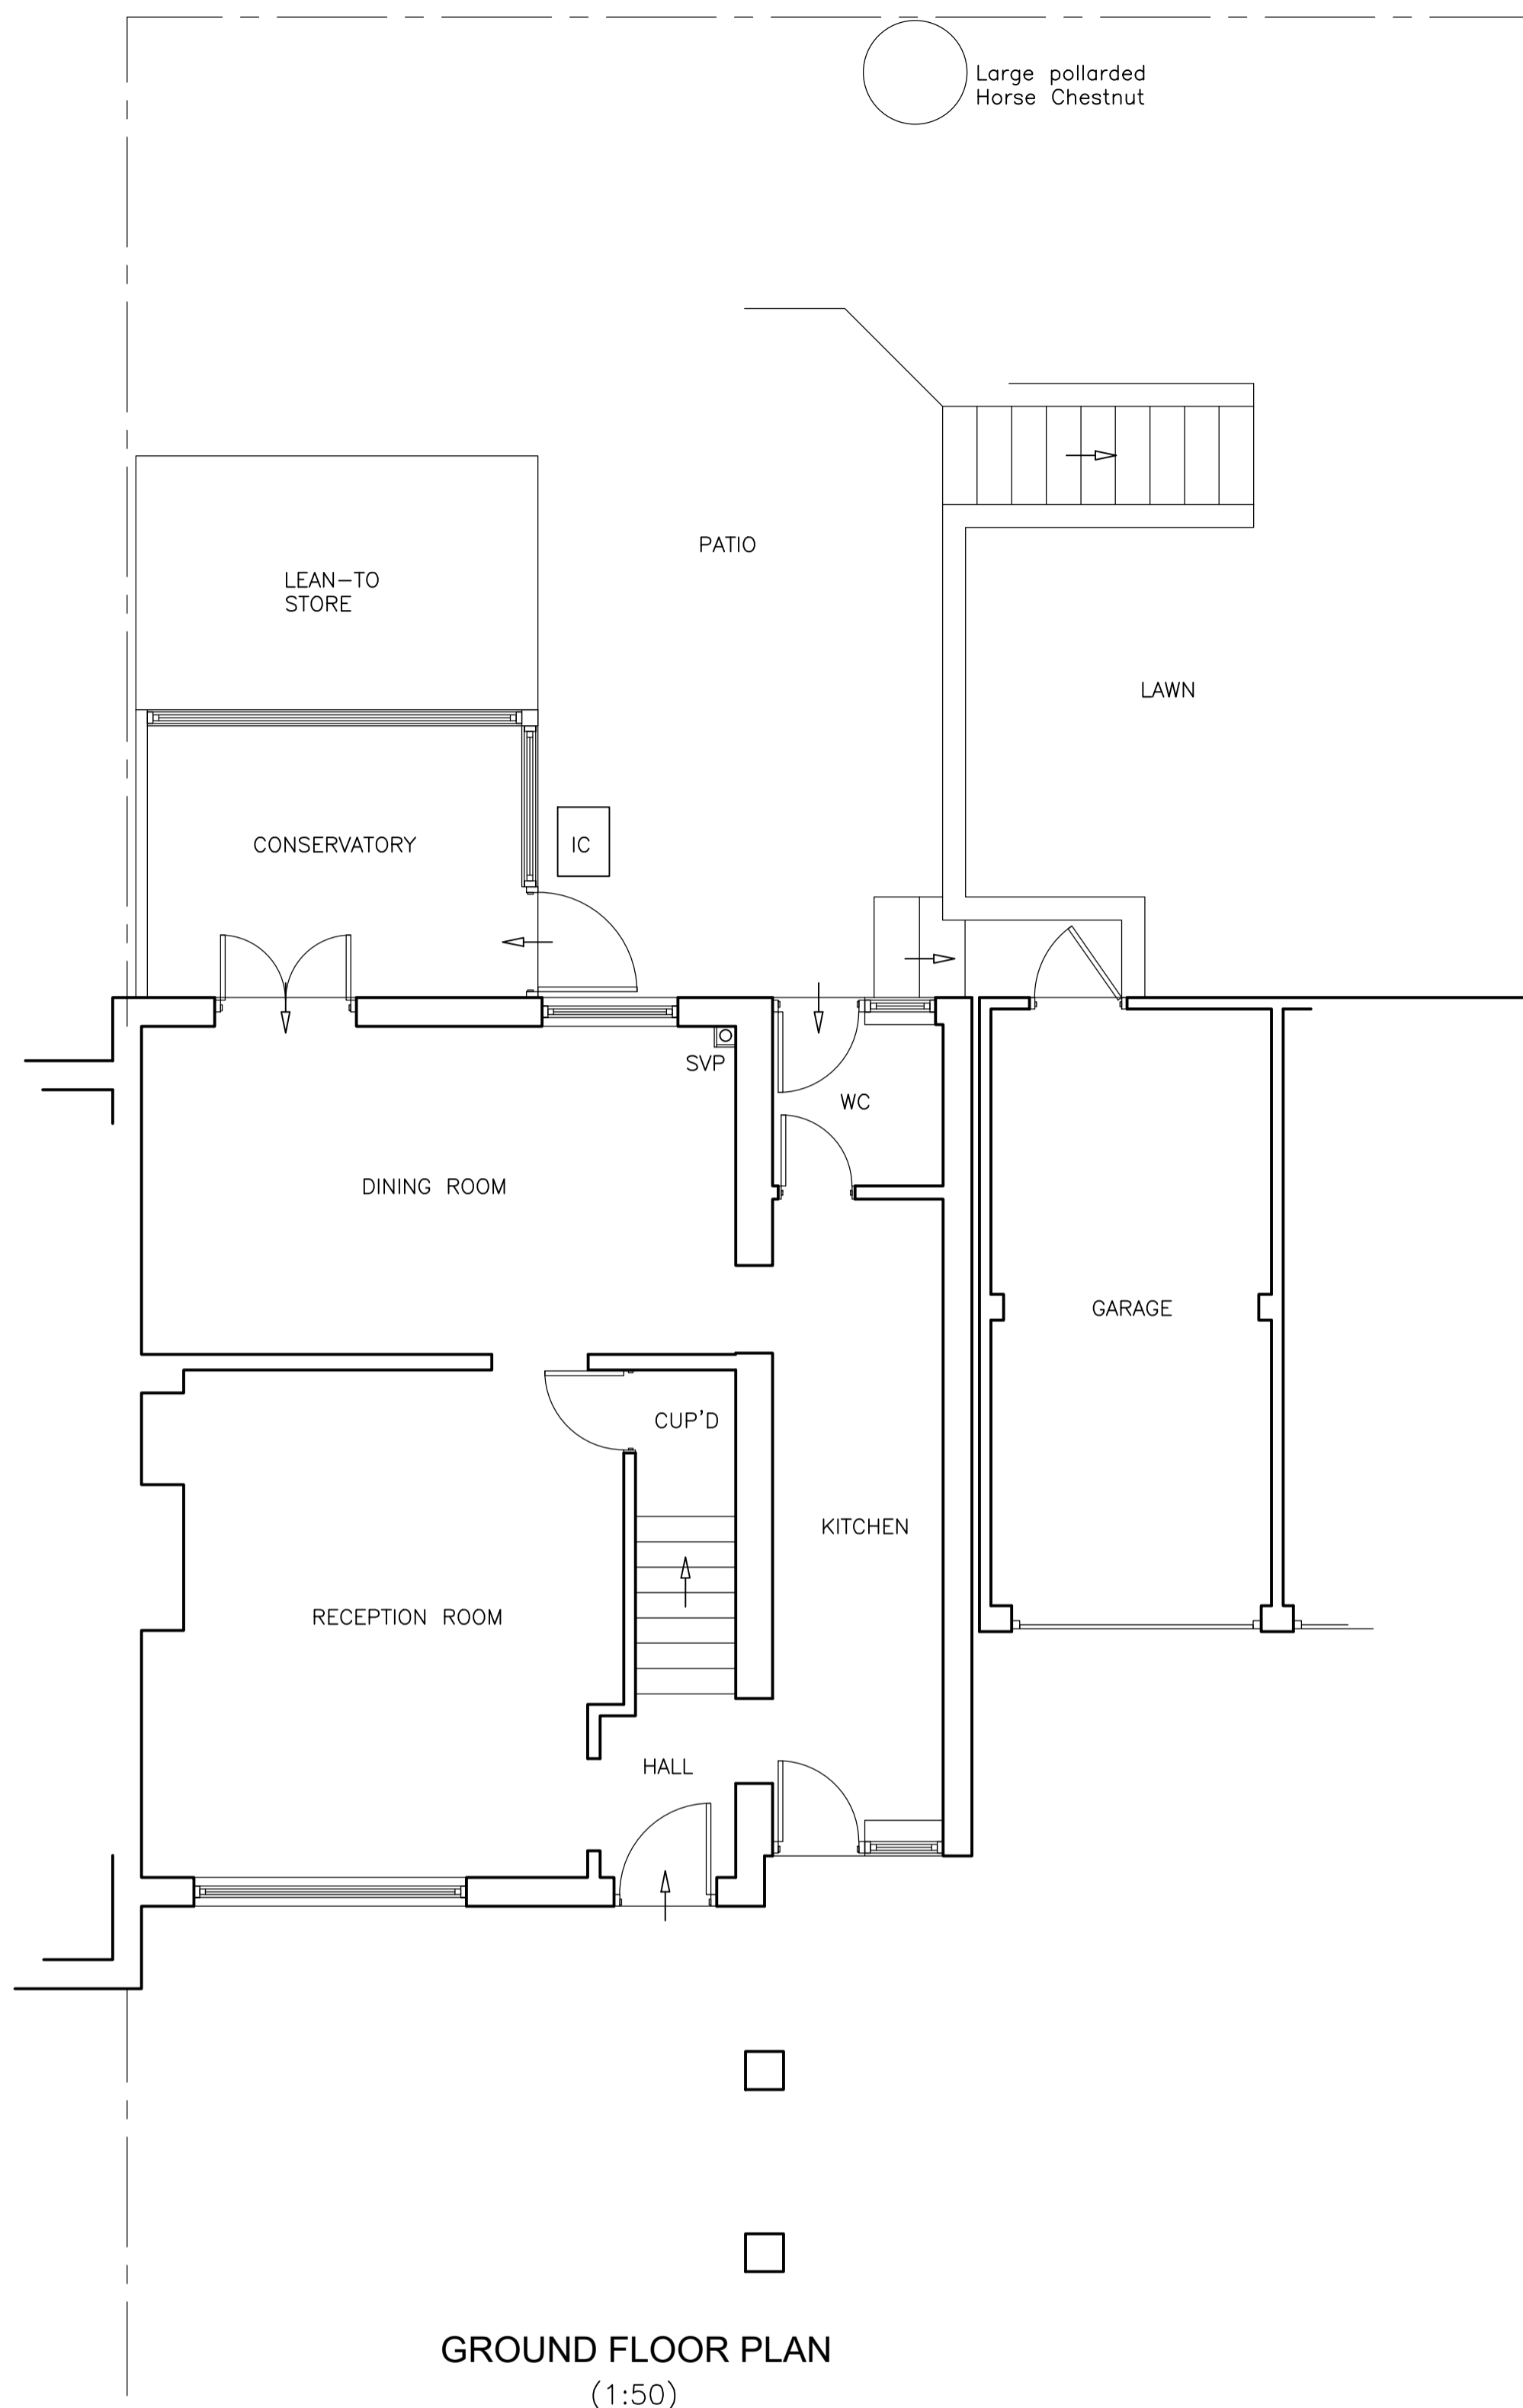 Large pollarded
Horse Chestnut
PATIO
LEAN-TO
STORE
LAWN
CONSERVATORY
IC
SVP
WC
DINING ROOM
GARAGE
CUP'D
KITCHEN
RECEPTION ROOM
HALL
GROUND FLOOR PLAN
(1:50)